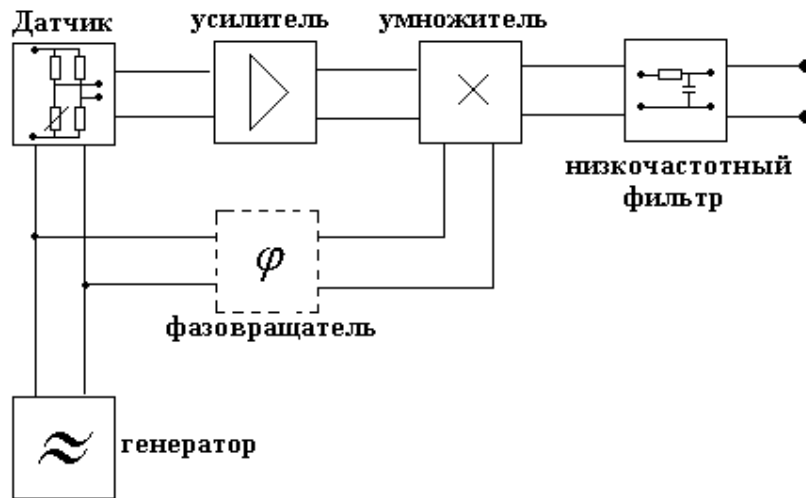 Датчик
усилитель
умножитель
низкочастотный
фильтр
φ
фазовращатель
генератор